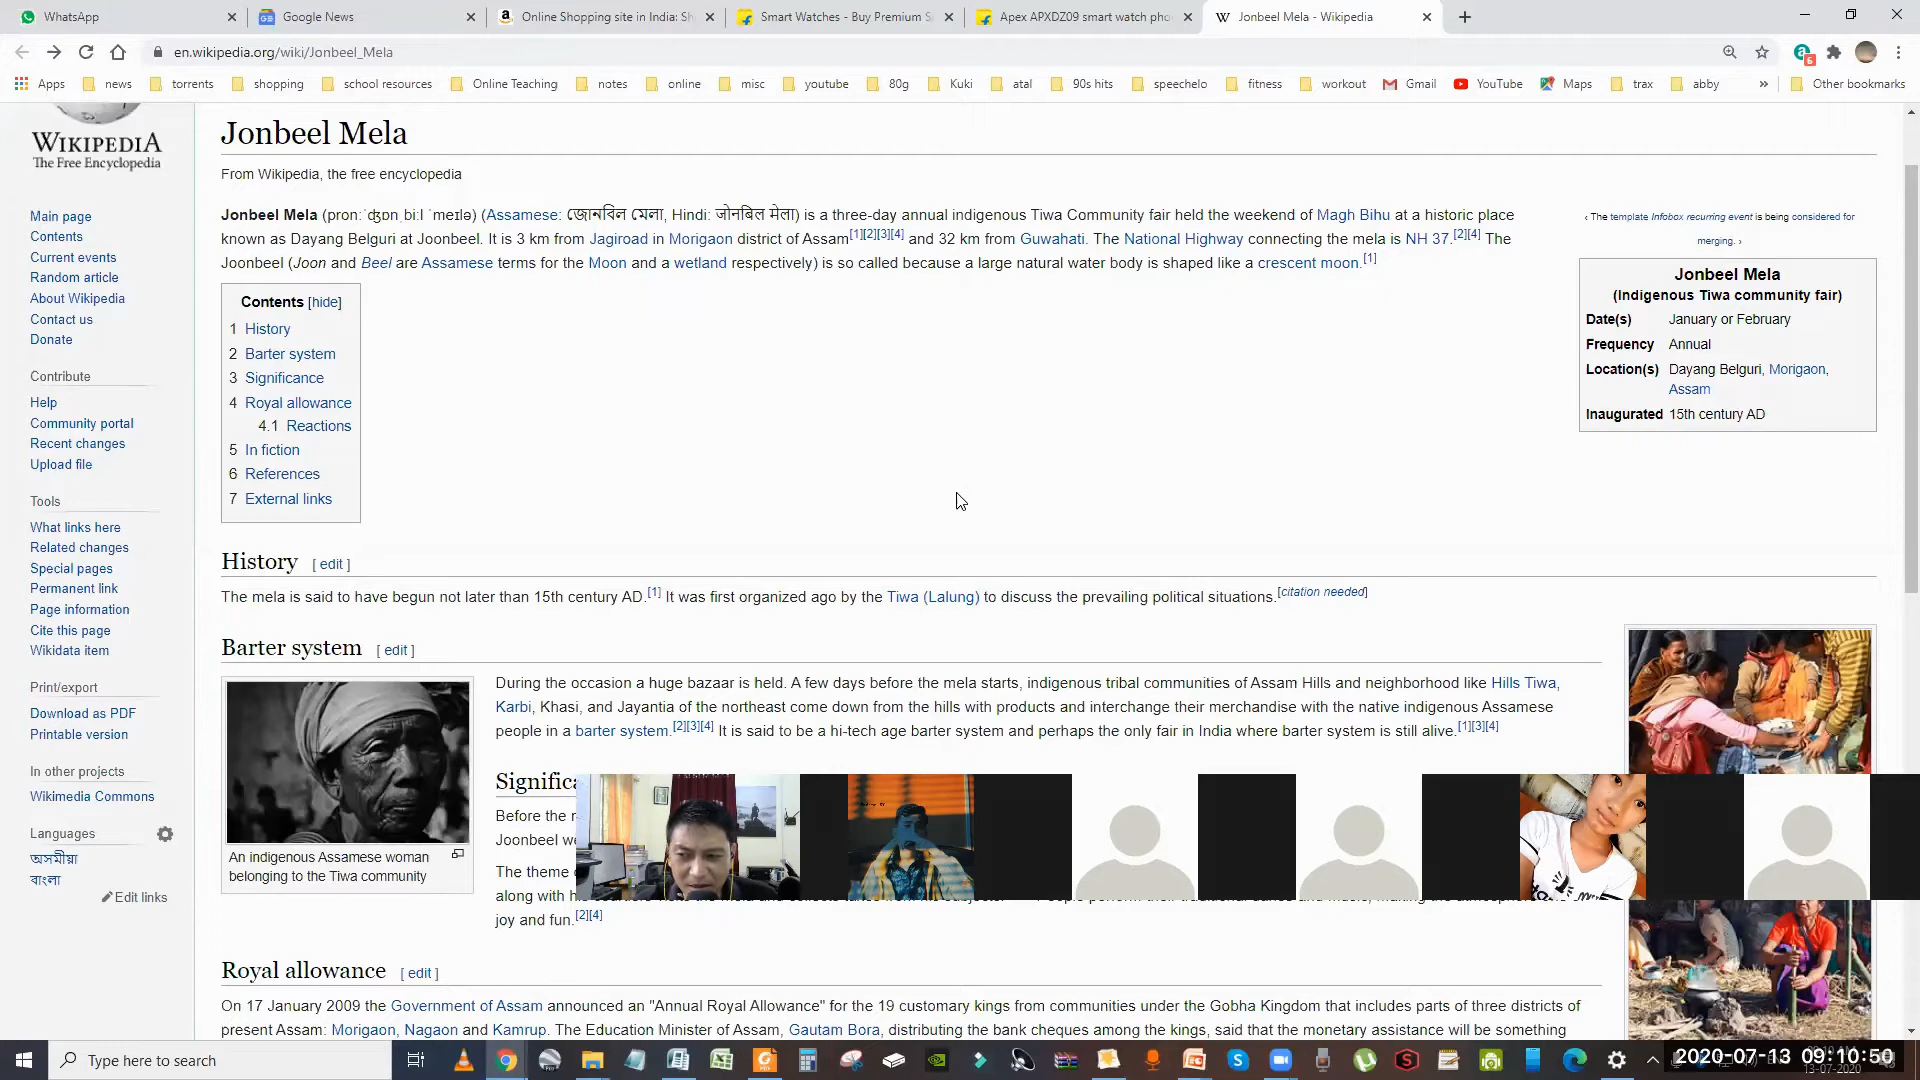 WhatsApp
Google News
Online Shopping site in India: Sh
Smart Watches - Buy Premium S
Apex APXDZ09 smart watch pho
Jonbeel Mela - Wikipedia
en.wikipedia.org/wiki/Jonbeel_Mela
6
Apps news torrents shopping school resources Online Teaching notes online misc youtube 80g Kuki atal 90s hits speechelo fitness workout Gmail YouTube Maps trax abby » Other bookmarks
WIKIPEDIA
The Free Encyclopedia
Main page
Contents
Current events
Random article
About Wikipedia
Contact us
Donate
Contribute
Help
Community portal
Recent changes
Upload file
Tools
What links here
Related changes
Special pages
Permanent link
Page information
Cite this page
Wikidata item
Print/export
Download as PDF
Printable version
In other projects
Wikimedia Commons
Languages
অসমীয়া
বাংলা
Edit links
Jonbeel Mela
From Wikipedia, the free encyclopedia
Jonbeel Mela (pron:ˈʤɒnˌbiːl ˈmeɪlə) (Assamese: জোনবিল মেলা, Hindi: जोनबिल मेला) is a three-day annual indigenous Tiwa Community fair held the weekend of Magh Bihu at a historic place
known as Dayang Belguri at Joonbeel. It is 3 km from Jagiroad in Morigaon district of Assam[1][2][3][4] and 32 km from Guwahati. The National Highway connecting the mela is NH 37.[2][4] The
Joonbeel (Joon and Beel are Assamese terms for the Moon and a wetland respectively) is so called because a large natural water body is shaped like a crescent moon.[1]
‹ The template Infobox recurring event is being considered for
merging. ›
Jonbeel Mela
(Indigenous Tiwa community fair)
Date(s) January or February
Frequency Annual
Location(s) Dayang Belguri, Morigaon,
Assam
Inaugurated 15th century AD
Contents [hide]
1 History
2 Barter system
3 Significance
4 Royal allowance
4.1 Reactions
5 In fiction
6 References
7 External links
History [ edit ]
The mela is said to have begun not later than 15th century AD.[1] It was first organized ago by the Tiwa (Lalung) to discuss the prevailing political situations.[citation needed]
Barter system [ edit ]
During the occasion a huge bazaar is held. A few days before the mela starts, indigenous tribal communities of Assam Hills and neighborhood like Hills Tiwa,
Karbi, Khasi, and Jayantia of the northeast come down from the hills with products and interchange their merchandise with the native indigenous Assamese
people in a barter system.[2][3][4] It is said to be a hi-tech age barter system and perhaps the only fair in India where barter system is still alive.[1][3][4]
An indigenous Assamese woman
belonging to the Tiwa community
Significa
Before the
Joonbeel we
The theme
along with
joy and fun.[2][4]
Royal allowance [ edit ]
On 17 January 2009 the Government of Assam announced an "Annual Royal Allowance" for the 19 customary kings from communities under the Gobha Kingdom that includes parts of three districts of
present Assam: Morigaon, Nagaon and Kamrup. The Education Minister of Assam, Gautam Bora, distributing the bank cheques among the kings, said that the monetary assistance will be something
Type here to search
2020-07-13 09:10:50
13-07-2020